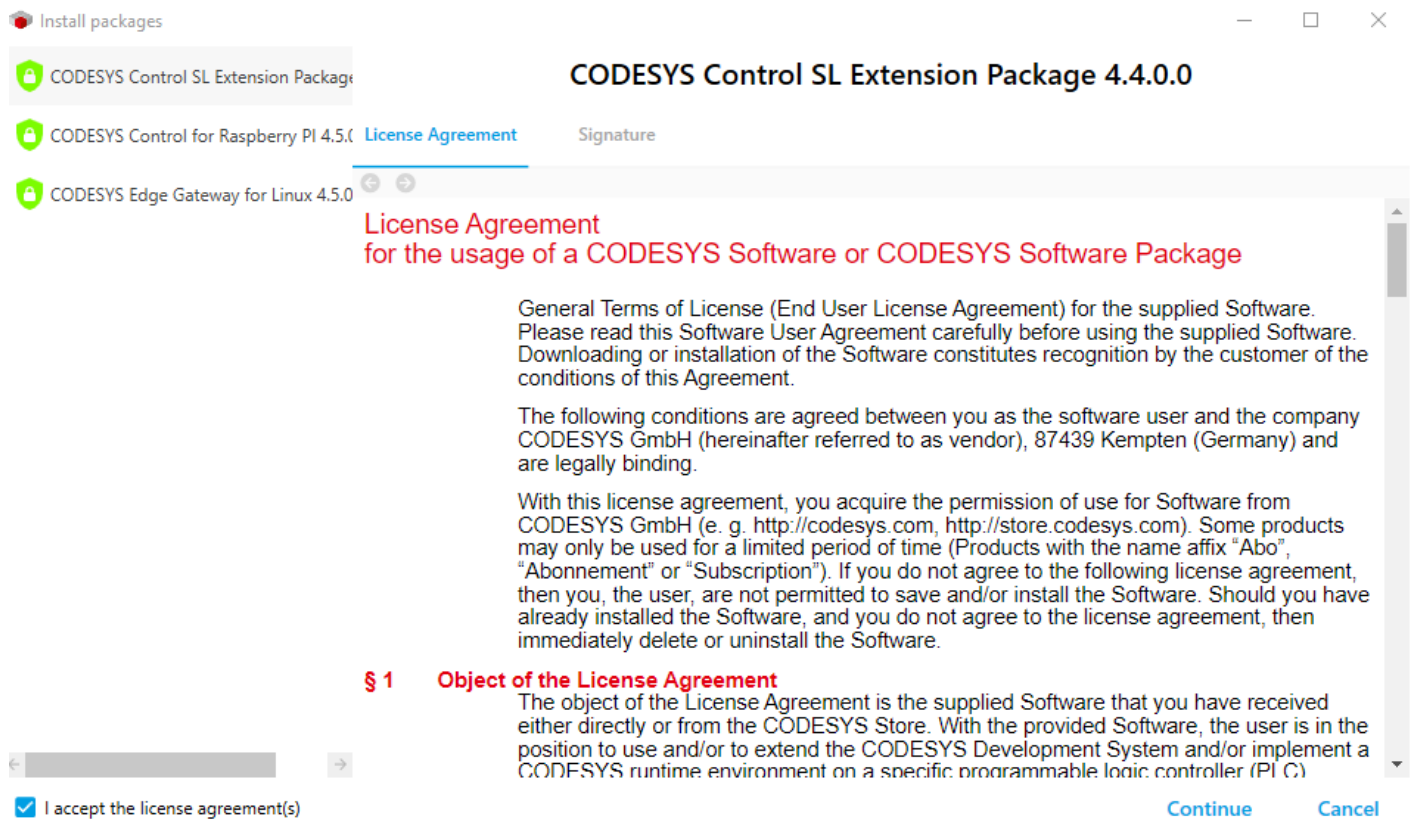 Install packages
CODESYS Control SL Extension Package
CODESYS Control for Raspberry PI 4.5.0
CODESYS Edge Gateway for Linux 4.5.0
CODESYS Control SL Extension Package 4.4.0.0
License Agreement
Signature
License Agreement
for the usage of a CODESYS Software or CODESYS Software Package
General Terms of License (End User License Agreement) for the supplied Software.
Please read this Software User Agreement carefully before using the supplied Software.
Downloading or installation of the Software constitutes recognition by the customer of the
conditions of this Agreement.
The following conditions are agreed between you as the software user and the company
CODESYS GmbH (hereinafter referred to as vendor), 87439 Kempten (Germany) and
are legally binding.
With this license agreement, you acquire the permission of use for Software from
CODESYS GmbH (e. g. http://codesys.com, http://store.codesys.com). Some products
may only be used for a limited period of time (Products with the name affix “Abo”,
“Abonnement” or “Subscription”). If you do not agree to the following license agreement,
then you, the user, are not permitted to save and/or install the Software. Should you have
already installed the Software, and you do not agree to the license agreement, then
immediately delete or uninstall the Software.
§ 1 Object of the License Agreement
The object of the License Agreement is the supplied Software that you have received
either directly or from the CODESYS Store. With the provided Software, the user is in the
position to use and/or to extend the CODESYS Development System and/or implement a
CODESYS runtime environment on a specific programmable logic controller (PLC)
I accept the license agreement(s)
Continue
Cancel